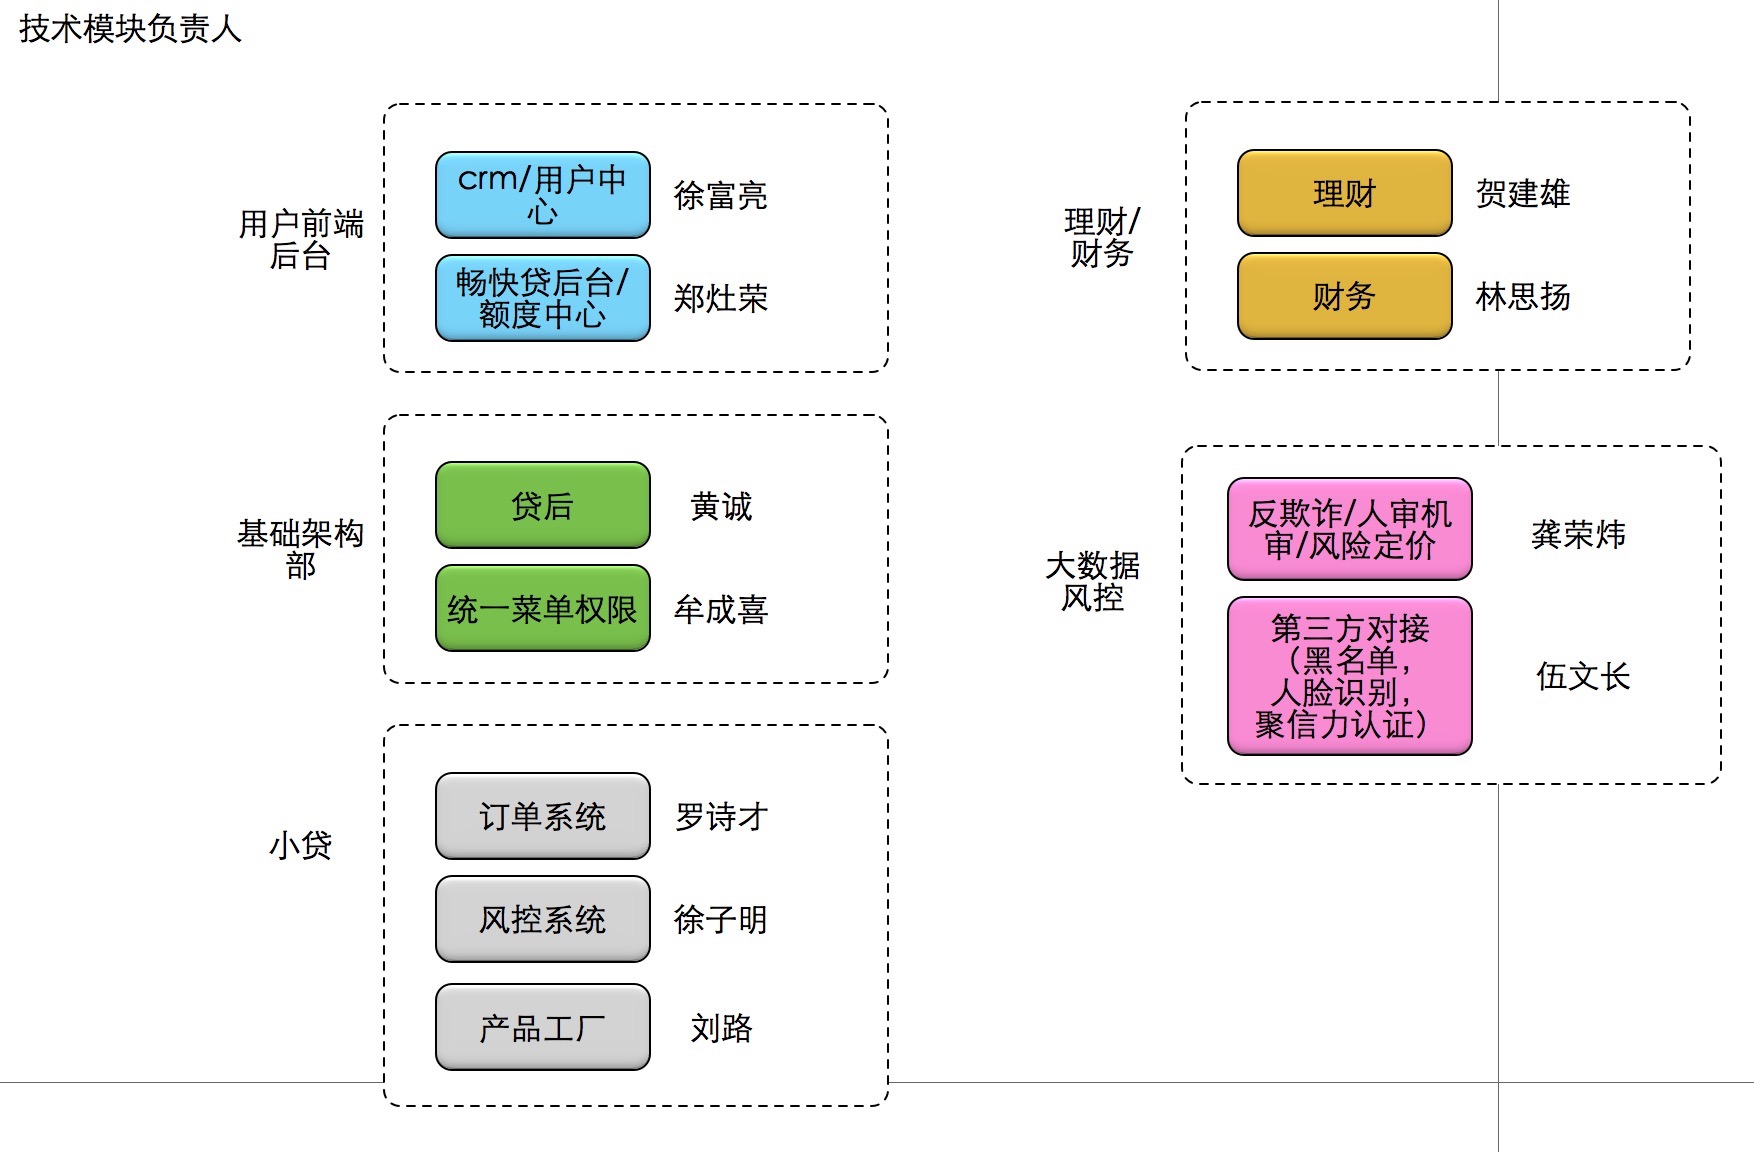 技术模块负责人
用户前端
后台
crm/用户中
心
徐富亮
畅快贷后台/
额度中心
郑灶荣
基础架构
部
贷后
黄诚
统一菜单权限
牟成喜
小贷
订单系统
罗诗才
风控系统
徐子明
产品工厂
刘路
理财/
财务
理财
贺建雄
财务
林思扬
大数据
风控
反欺诈/人审机
审/风险定价
龚荣炜
第三方对接
（黑名单，
人脸识别，
聚信力认证）
伍文长